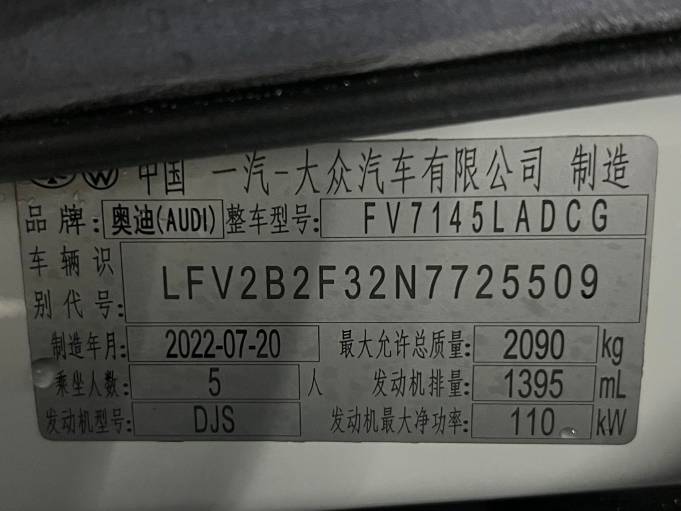 中国 一汽-大众汽车有限公司 制造
品牌: 奥迪(AUDI) 整车型号: FV7145LADCG
车辆识别代号: LFV2B2F32N7725509
制造年月: 2022-07-20 最大允许总质量: 2090 kg
乘坐人数: 5 人 发动机排量: 1395 mL
发动机型号: DJS 发动机最大净功率: 110 kW